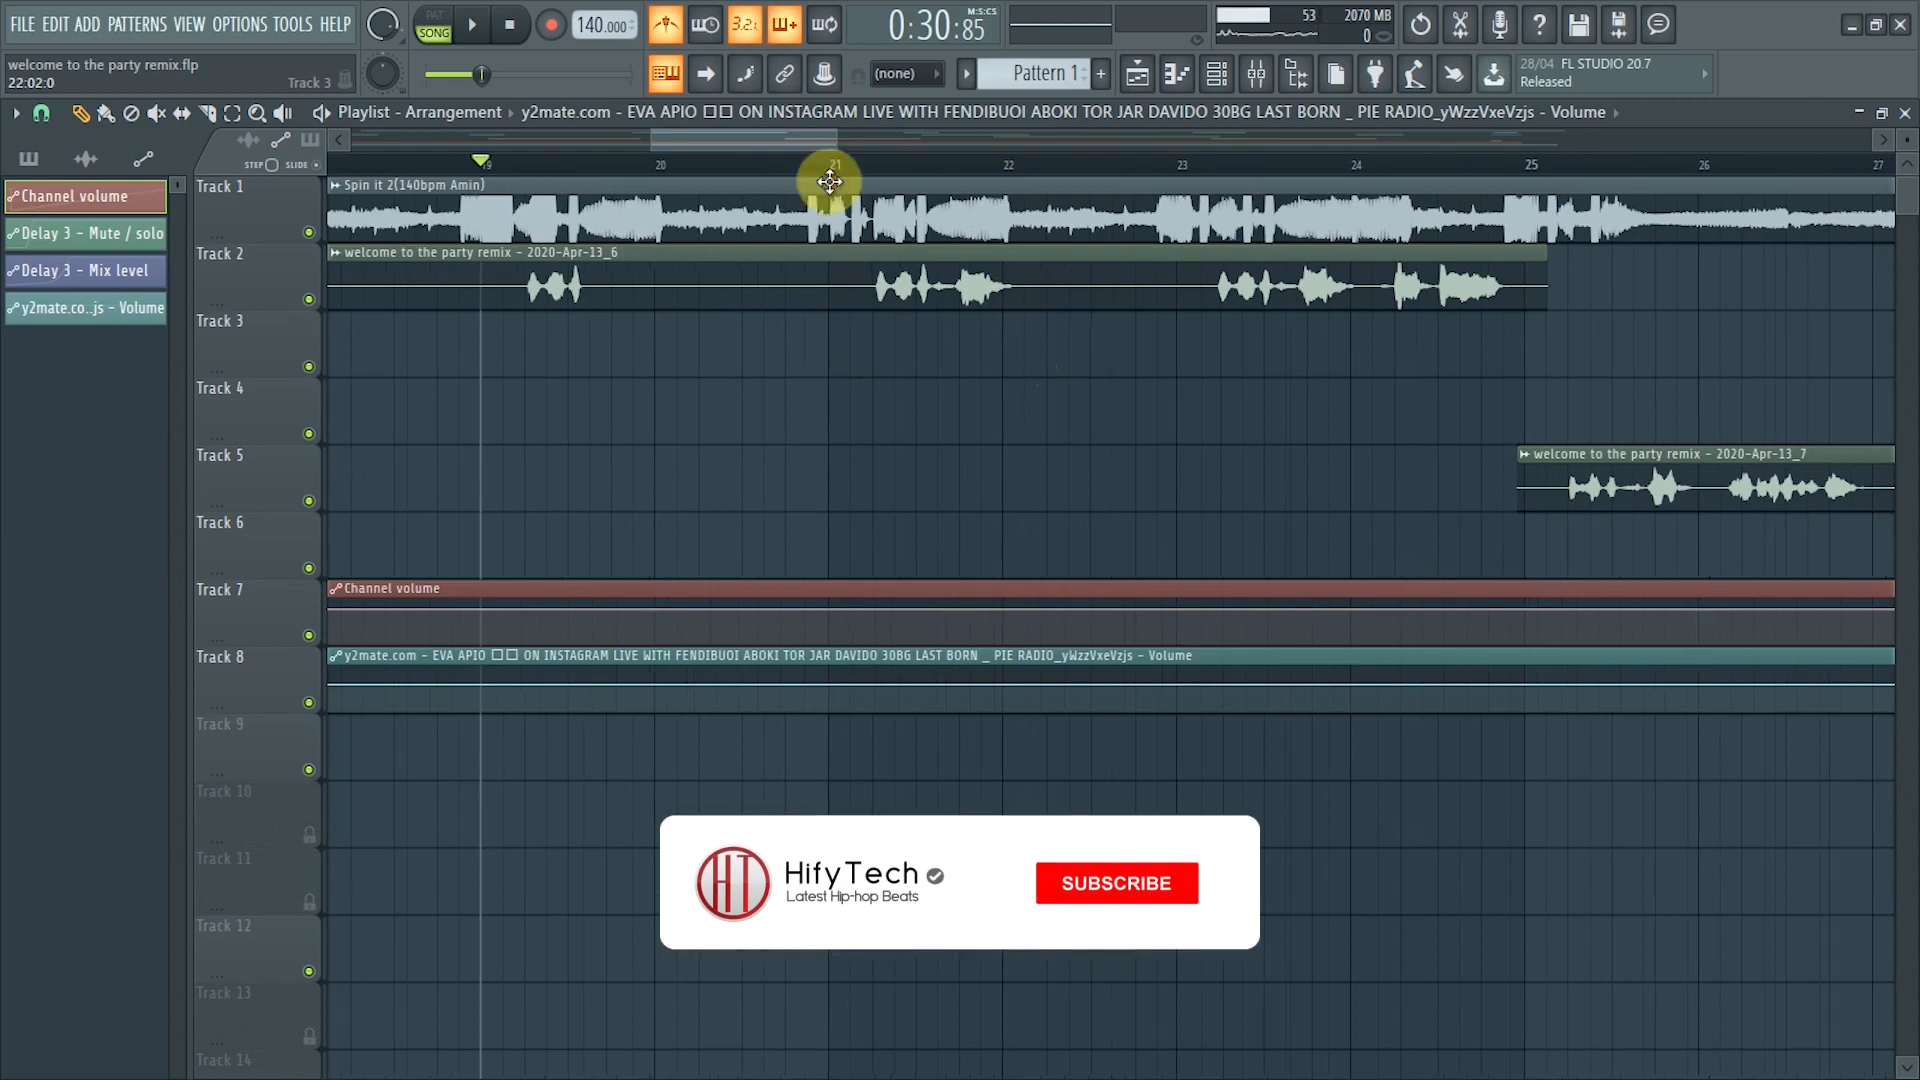 FILE EDIT ADD PATTERNS VIEW OPTIONS TOOLS HELP
PAT
SONG
140.000
3.2.
0:30:85
M:S:CS
53
2070 MB
0
welcome to the party remix.flp
22:02:0
Track 3
(none)
Pattern 1
+
28/04 FL STUDIO 20.7
Released
Playlist - Arrangement › y2mate.com - EVA APIO □□ ON INSTAGRAM LIVE WITH FENDIBUOI ABOKI TOR JAR DAVIDO 30BG LAST BORN _ PIE RADIO_yWzzVxeVzjs - Volume ›
STEP SLIDE
19 20 21 22 23 24 25 26 27
Channel volume
Delay 3 - Mute / solo
Delay 3 - Mix level
y2mate.co..js - Volume
Track 1
Spin it 2(140bpm Amin)
Track 2
welcome to the party remix - 2020-Apr-13_6
Track 3
Track 4
Track 5
welcome to the party remix - 2020-Apr-13_7
Track 6
Track 7
Channel volume
Track 8
y2mate.com - EVA APIO □□ ON INSTAGRAM LIVE WITH FENDIBUOI ABOKI TOR JAR DAVIDO 30BG LAST BORN _ PIE RADIO_yWzzVxeVzjs - Volume
Track 9
Track 10
Track 11
Track 12
Track 13
Track 14
HT
HifyTech
Latest Hip-hop Beats
SUBSCRIBE